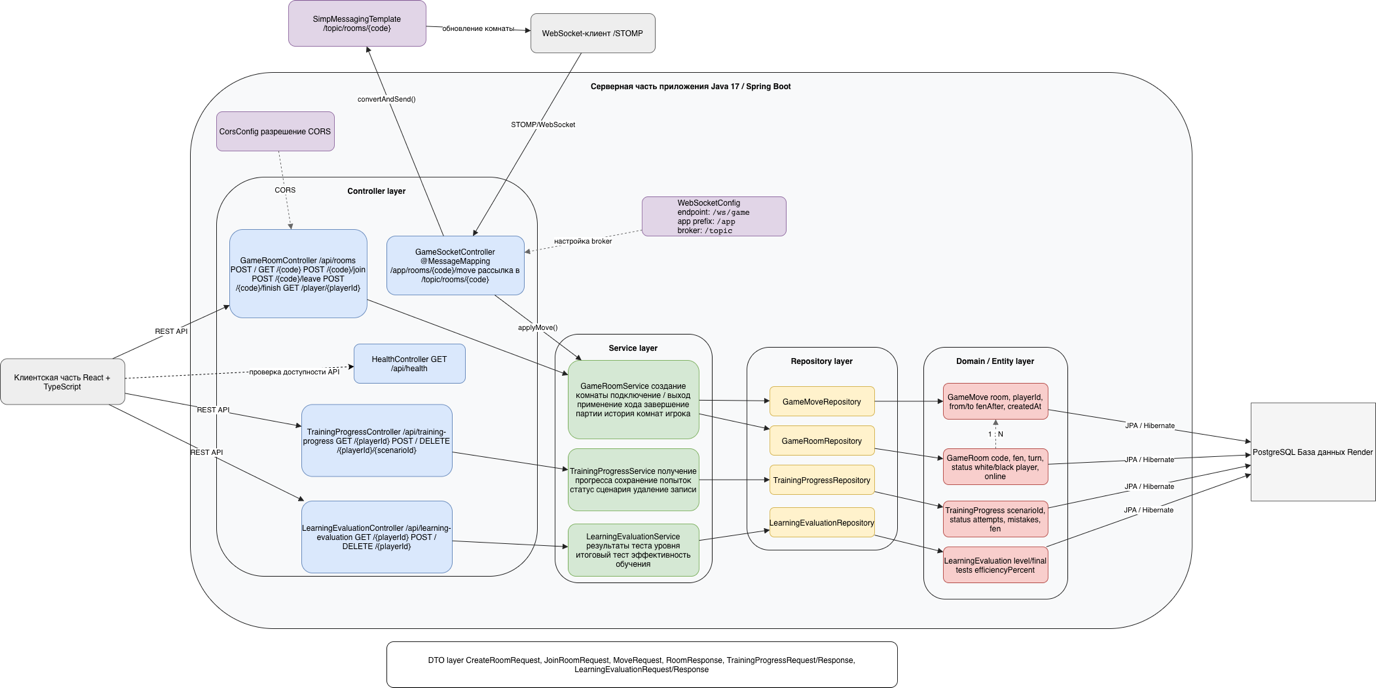 SimpMessagingTemplate
/topic/rooms/{code}
обновление комнаты
WebSocket-клиент /STOMP
Серверная часть приложения Java 17 / Spring Boot
convertAndSend()
STOMP/WebSocket
CorsConfig разрешение CORS
CORS
Controller layer
WebSocketConfig
endpoint: /ws/game
app prefix: /app
broker: /topic
настройка broker
GameRoomController /api/rooms
POST / GET /{code} POST /{code}/join
POST /{code}/leave POST
/{code}/finish GET /player/{playerId}
GameSocketController
@MessageMapping
/app/rooms/{code}/move рассылка в
/topic/rooms/{code}
REST API
applyMove()
Клиентская часть React +
TypeScript
проверка доступности API
HealthController GET
/api/health
REST API
TrainingProgressController /api/training-
progress GET /{playerId} POST / DELETE
/{playerId}/{scenarioId}
REST API
LearningEvaluationController /api/learning-
evaluation GET /{playerId} POST /
DELETE /{playerId}
Service layer
GameRoomService создание
комнаты подключение / выход
применение хода завершение
партии история комнат игрока
TrainingProgressService получение
прогресса сохранение попыток
статус сценария удаление записи
LearningEvaluationService
результаты теста уровня
итоговый тест эффективность
обучения
Repository layer
GameMoveRepository
GameRoomRepository
TrainingProgressRepository
LearningEvaluationRepository
Domain / Entity layer
GameMove room, playerId,
from/to fenAfter, createdAt
1 : N
GameRoom code, fen, turn,
status white/black player,
online
TrainingProgress scenarioId,
status attempts, mistakes,
fen
LearningEvaluation level/final
tests efficiencyPercent
JPA / Hibernate
JPA / Hibernate
JPA / Hibernate
JPA / Hibernate
PostgreSQL База данных Render
DTO layer CreateRoomRequest, JoinRoomRequest, MoveRequest, RoomResponse, TrainingProgressRequest/Response,
LearningEvaluationRequest/Response